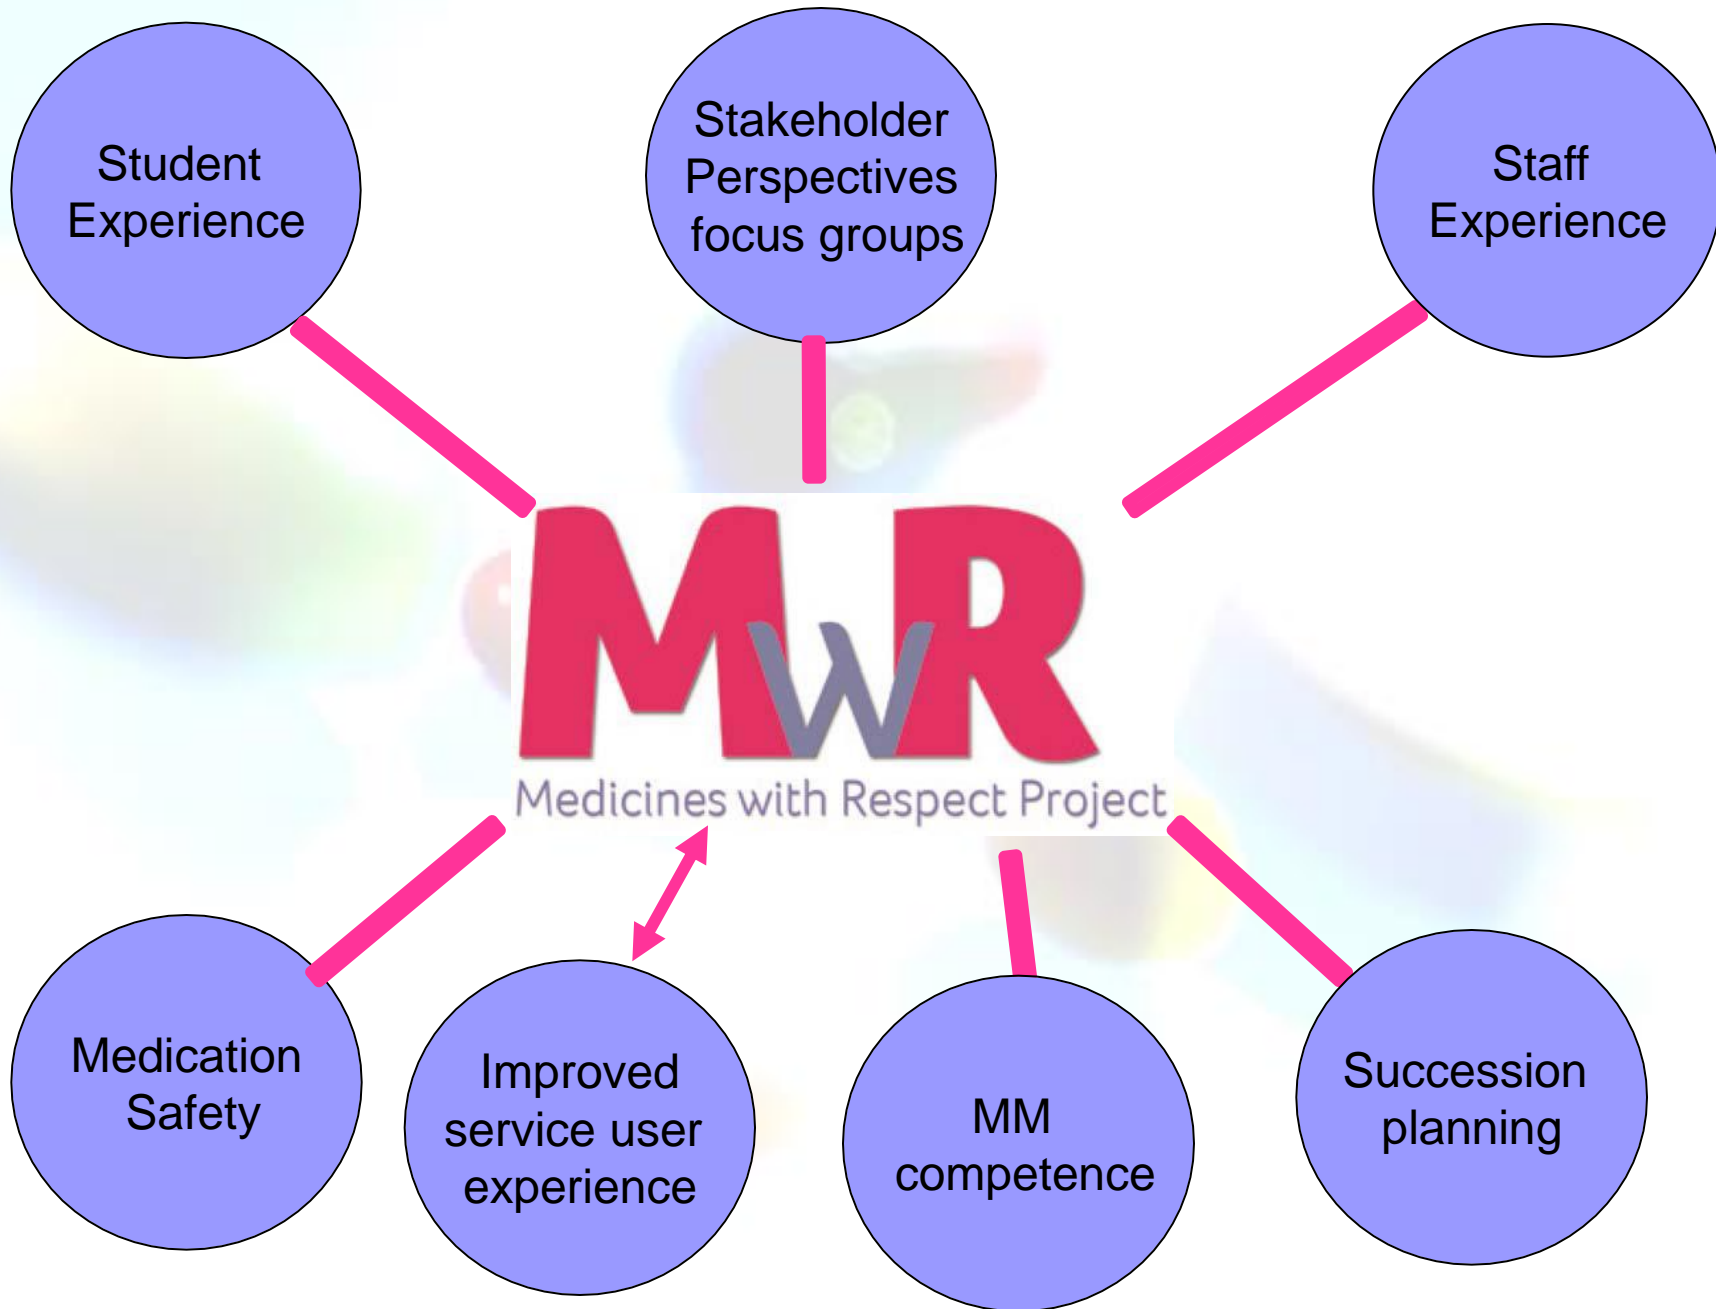 Student
Experience
Stakeholder
Perspectives
focus groups
Staff
Experience
MwR
Medicines with Respect Project
Medication
Safety
Improved
service user
experience
MM
competence
Succession
planning